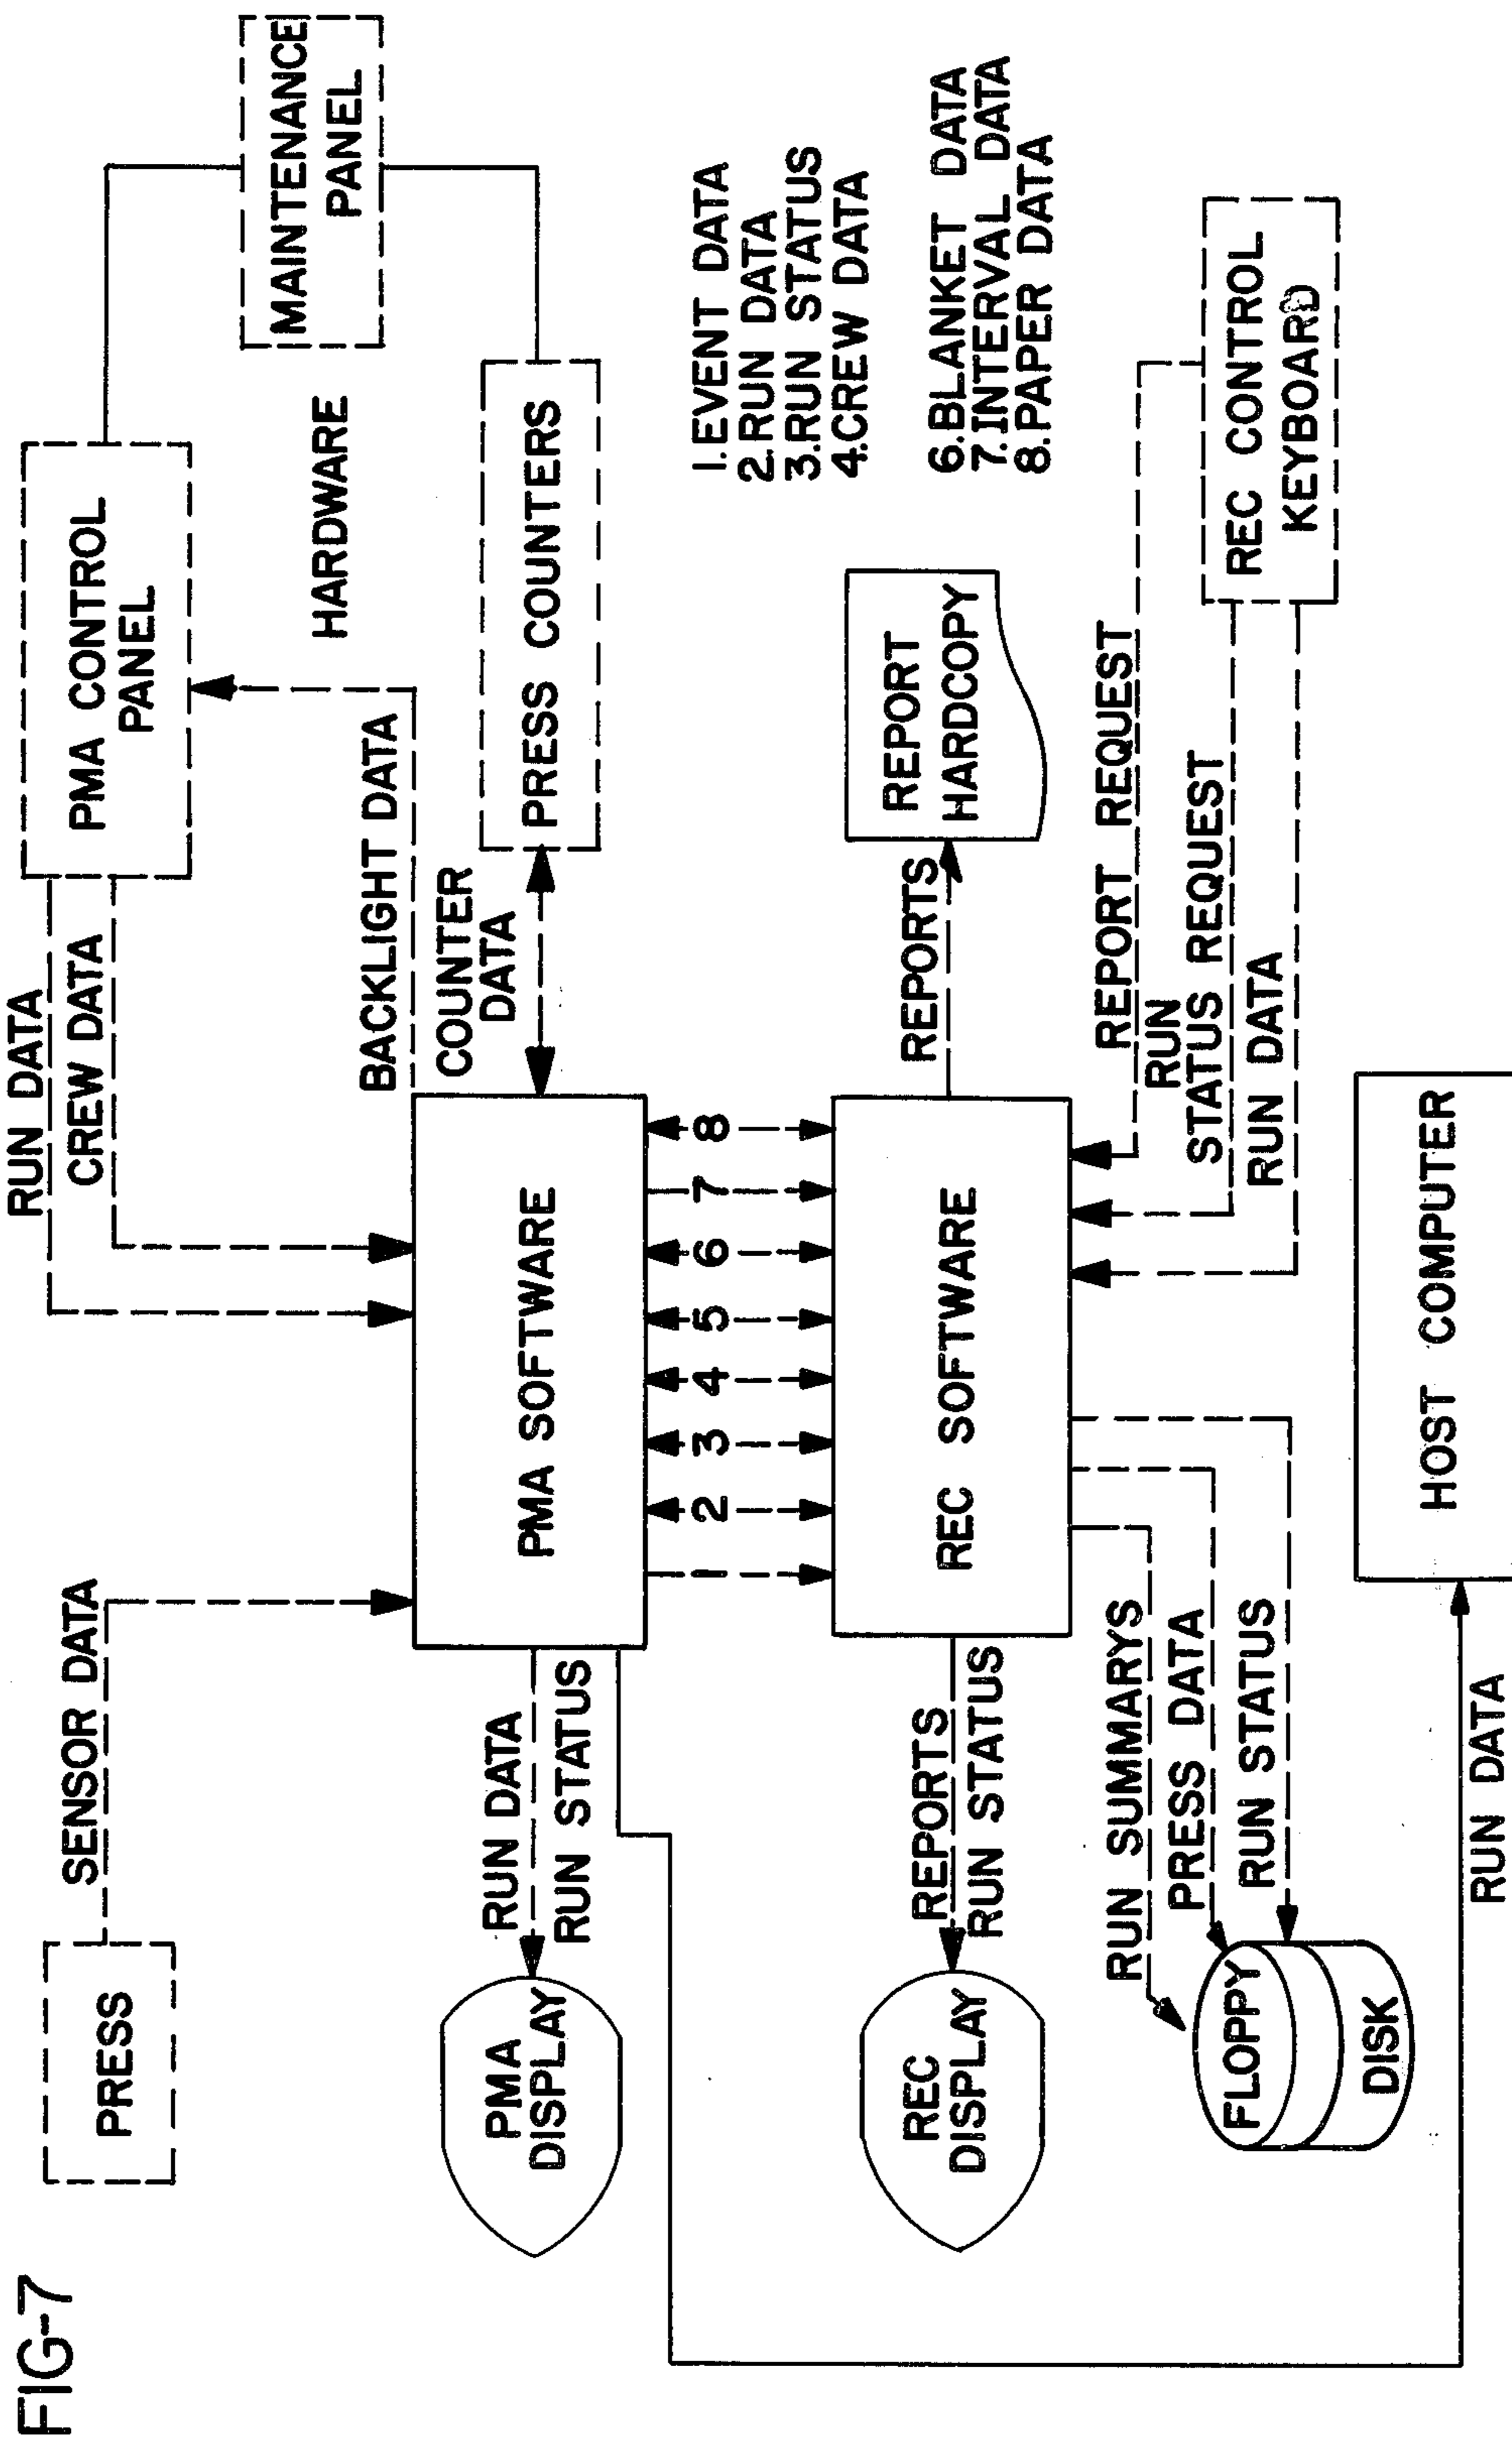 FIG-7
PRESS
SENSOR DATA
RUN DATA
CREW DATA
PMA CONTROL
PANEL
MAINTENANCE
PANEL
HARDWARE
BACKLIGHT DATA
COUNTER
DATA
PRESS COUNTERS
PMA
DISPLAY
RUN DATA
RUN STATUS
PMA SOFTWARE
1 2 3 4 5 6 7 8
1.EVENT DATA
2.RUN DATA
3.RUN STATUS
4.CREW DATA
6.BLANKET DATA
7.INTERVAL DATA
8.PAPER DATA
REC
DISPLAY
REPORTS
RUN STATUS
REC SOFTWARE
REPORTS
REPORT
HARDCOPY
RUN SUMMARYS
PRESS DATA
RUN STATUS
FLOPPY
DISK
REPORT REQUEST
RUN
STATUS REQUEST
RUN DATA
REC CONTROL
KEYBOARD
HOST COMPUTER
RUN DATA